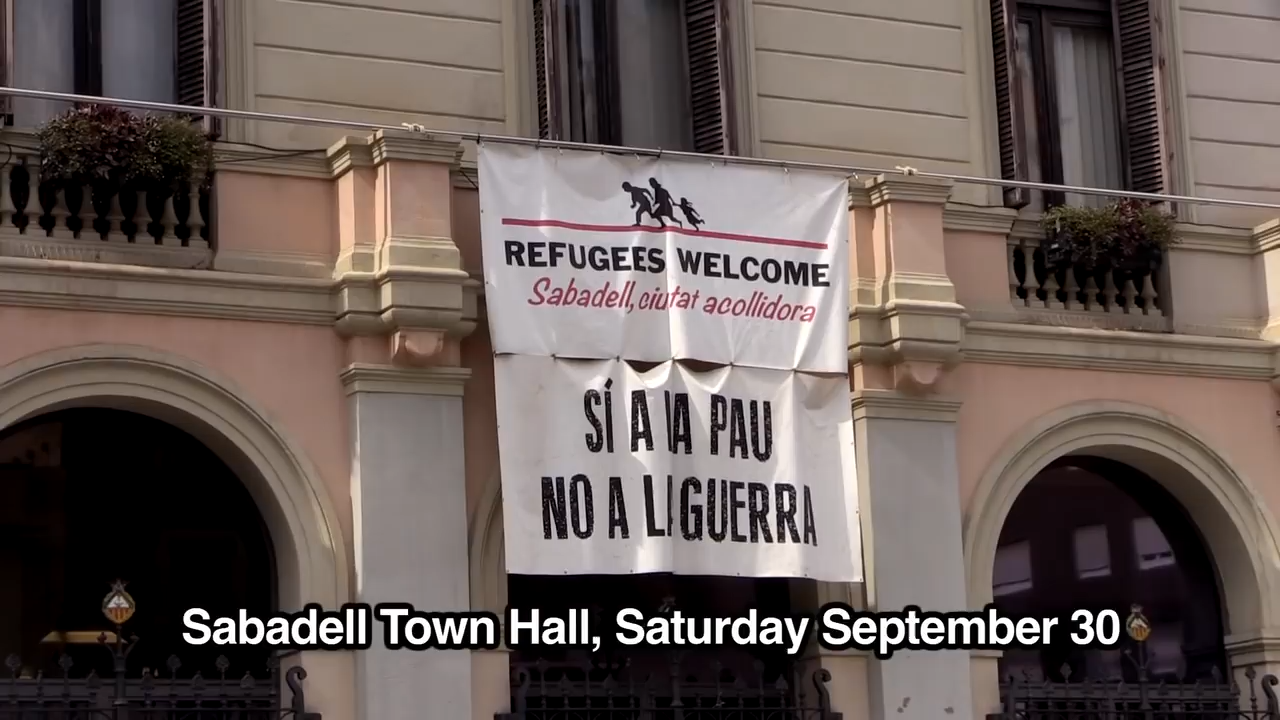 REFUGEES WELCOME
Sabadell, ciutat acollidora
SÍ A LA PAU
NO A LA GUERRA
Sabadell Town Hall, Saturday September 30